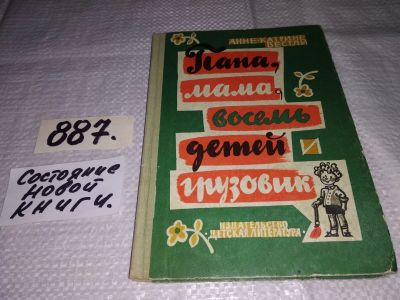 АННЕ-КАТРИНЕ
ВЕСТЛИ
Папа,
мама,
восемь
детей
и
грузовик
ИЗДАТЕЛЬСТВО
ДЕТСКАЯ ЛИТЕРАТУРА
887.
Состояние
новой
книги.